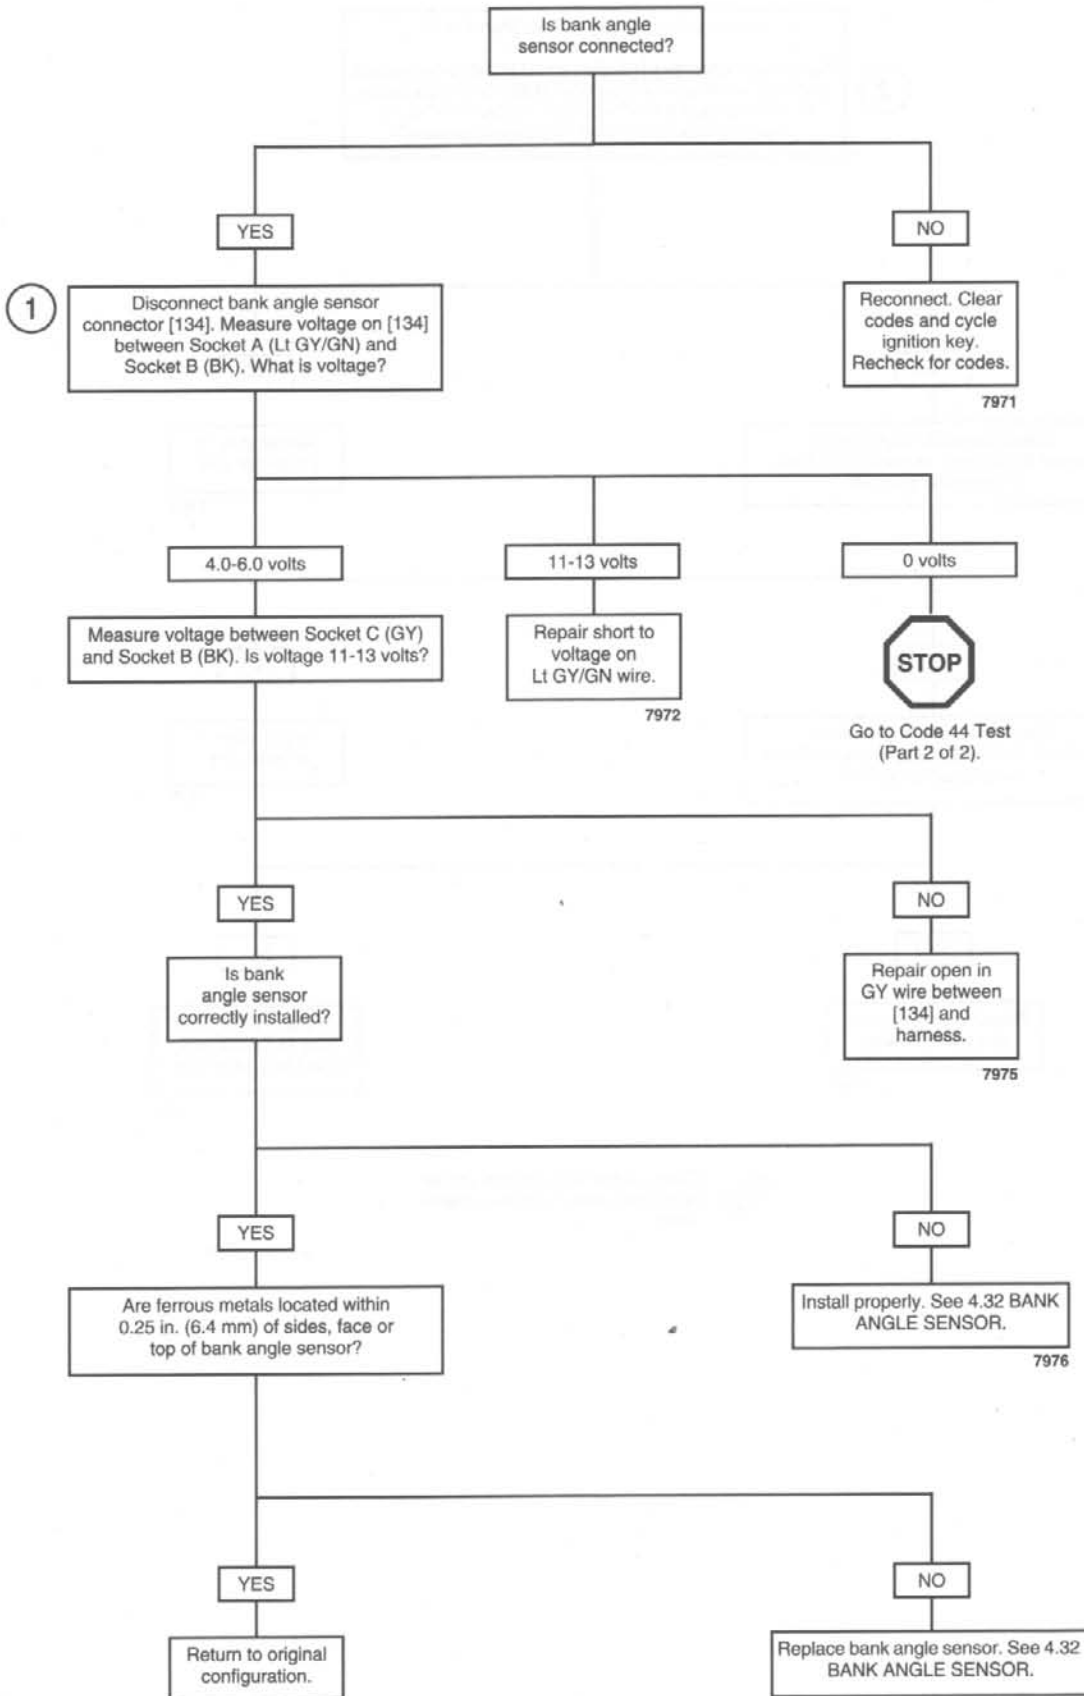 Is bank angle
sensor connected?
YES
NO
1
Disconnect bank angle sensor
connector [134]. Measure voltage on [134]
between Socket A (Lt GY/GN) and
Socket B (BK). What is voltage?
Reconnect. Clear
codes and cycle
ignition key.
Recheck for codes.
7971
4.0-6.0 volts
11-13 volts
0 volts
Measure voltage between Socket C (GY)
and Socket B (BK). Is voltage 11-13 volts?
Repair short to
voltage on
Lt GY/GN wire.
7972
STOP
Go to Code 44 Test
(Part 2 of 2).
YES
NO
Is bank
angle sensor
correctly installed?
Repair open in
GY wire between
[134] and
harness.
7975
YES
NO
Are ferrous metals located within
0.25 in. (6.4 mm) of sides, face or
top of bank angle sensor?
Install properly. See 4.32 BANK
ANGLE SENSOR.
7976
YES
NO
Return to original
configuration.
Replace bank angle sensor. See 4.32
BANK ANGLE SENSOR.